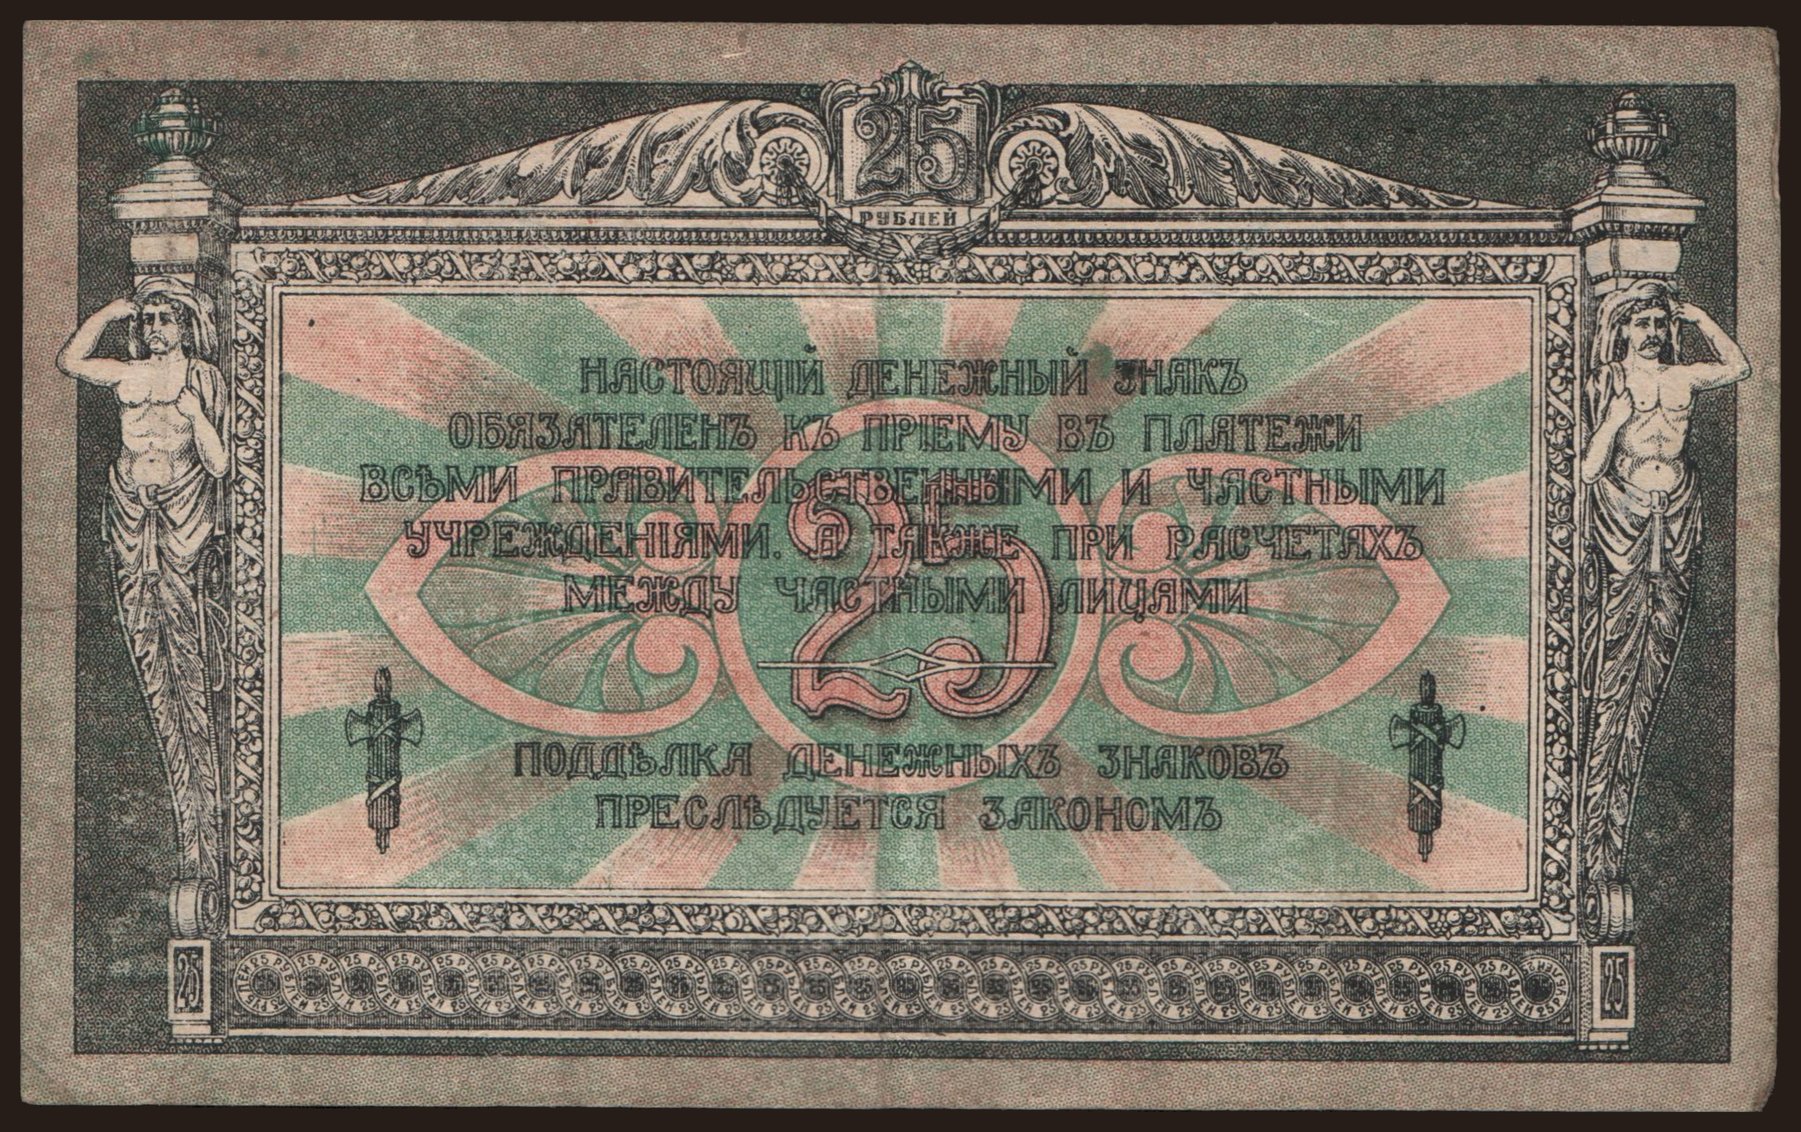 25
РУБЛЕЙ
НАСТОЯЩІЙ ДЕНЕЖНЫЙ ЗНАКЪ
ОБЯЗАТЕЛЕНЪ КЪ ПРІЕМУ ВЪ ПЛАТЕЖИ
ВСѢМИ ПРАВИТЕЛЬСТВЕННЫМИ И ЧАСТНЫМИ
УЧРЕЖДЕНІЯМИ. А ТАКЖЕ ПРИ РАСЧЕТАХЪ
МЕЖДУ ЧАСТНЫМИ ЛИЦАМИ
25
ПОДДѢЛКА ДЕНЕЖНЫХЪ ЗНАКОВЪ
ПРЕСЛѢДУЕТСЯ ЗАКОНОМЪ
25 25